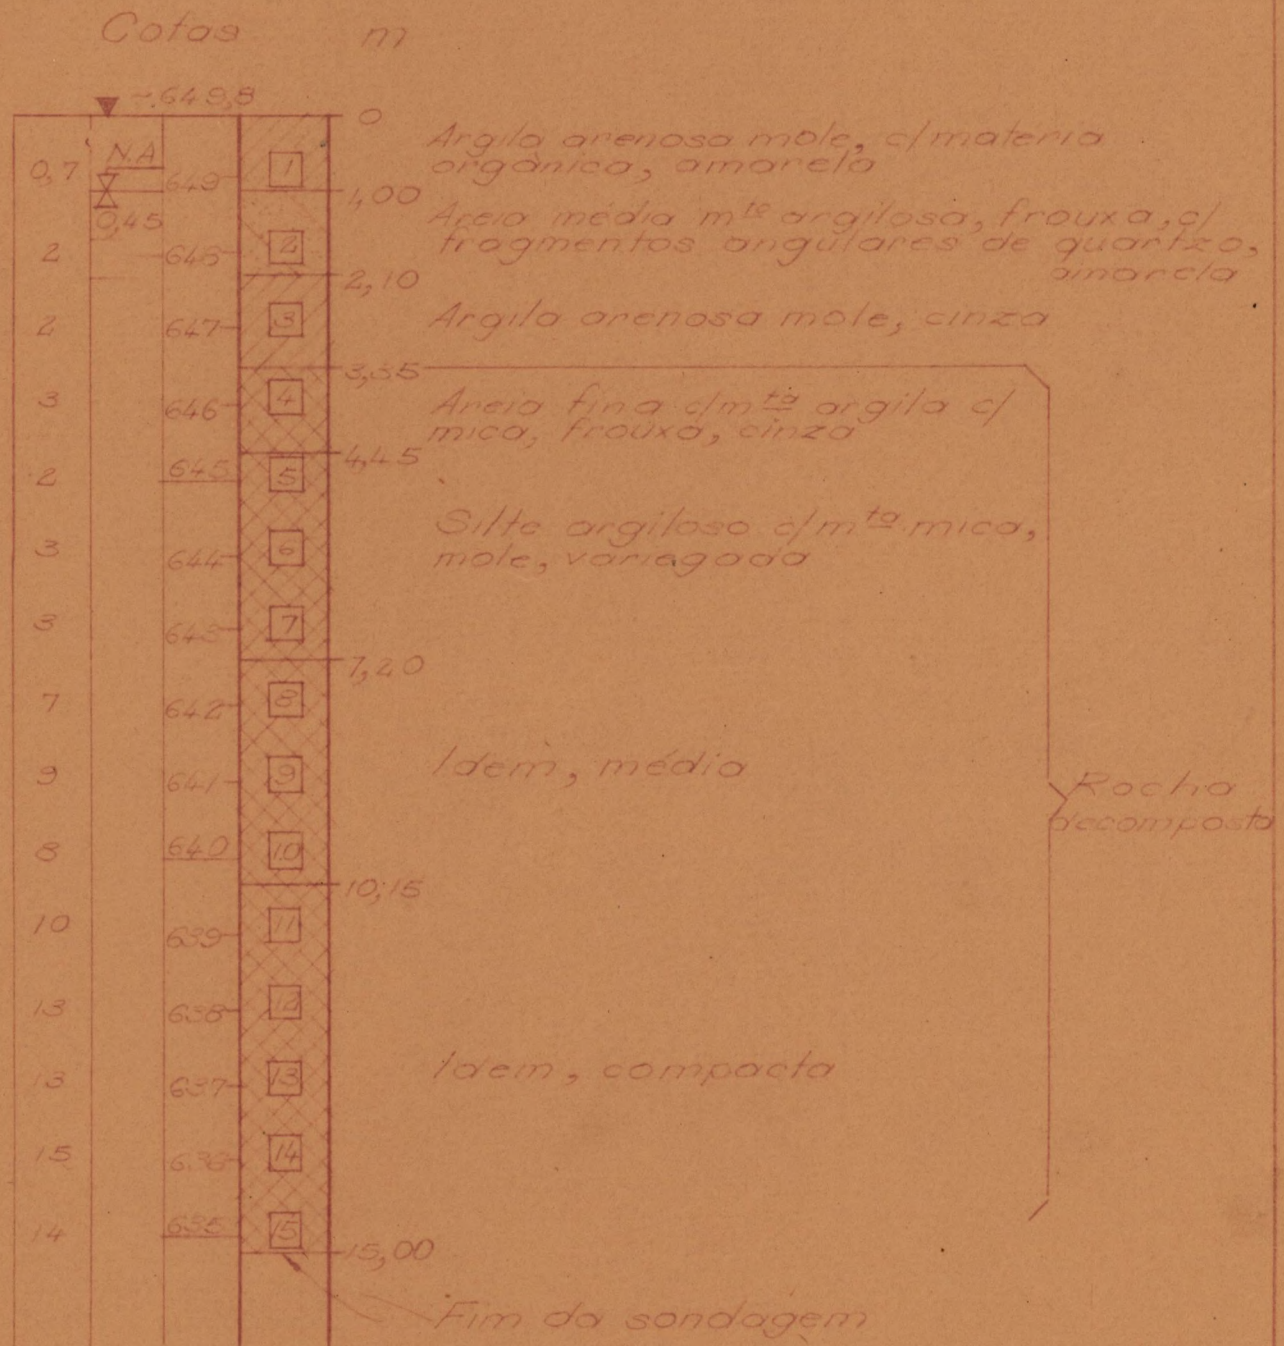 Cotas m
649,8
0
Argila arenosa mole, c/matéria
orgânica, amarela
0,7 N.A 649 1
1,00
0,45
Areia média mto argilosa, frouxa, c/
fragmentos angulares de quartzo,
amarela
2 648 2
2,10
2 647 3 Argila arenosa mole, cinza
3,35
3 646 4 Areia fina c/mta argila c/
mica, frouxa, cinza
4,45
2 645 5
Silte argiloso c/mta mica,
mole, variegada
3 644 6
3 643 7
7,20
7 642 8
9 641 9 Idem, média
Rocha
decomposta
8 640 10
10,15
10 639 11
13 638 12
13 637 13 Idem, compacta
15 636 14
14 635 15
15,00
Fim da sondagem